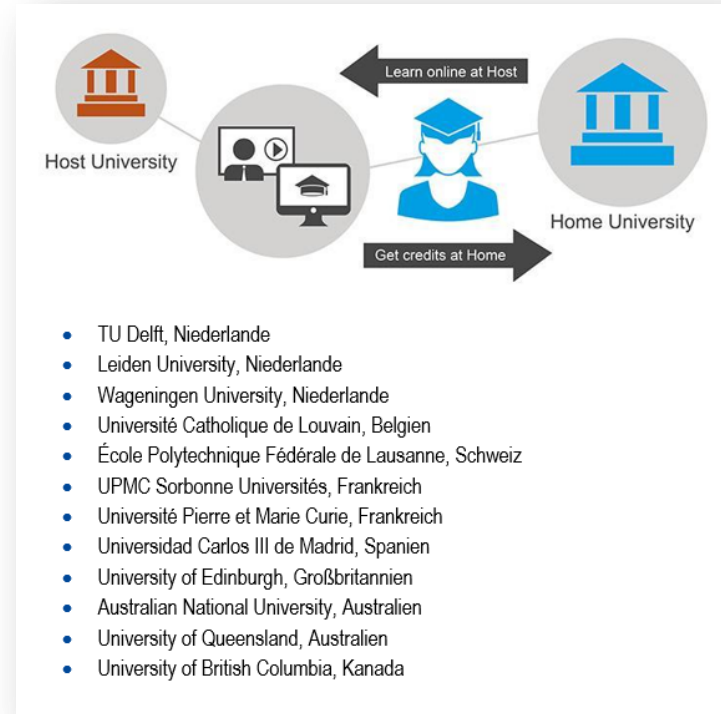 Learn online at Host
Host University
Home University
Get credits at Home
TU Delft, Niederlande
Leiden University, Niederlande
Wageningen University, Niederlande
Université Catholique de Louvain, Belgien
École Polytechnique Fédérale de Lausanne, Schweiz
UPMC Sorbonne Universités, Frankreich
Université Pierre et Marie Curie, Frankreich
Universidad Carlos III de Madrid, Spanien
University of Edinburgh, Großbritannien
Australian National University, Australien
University of Queensland, Australien
University of British Columbia, Kanada